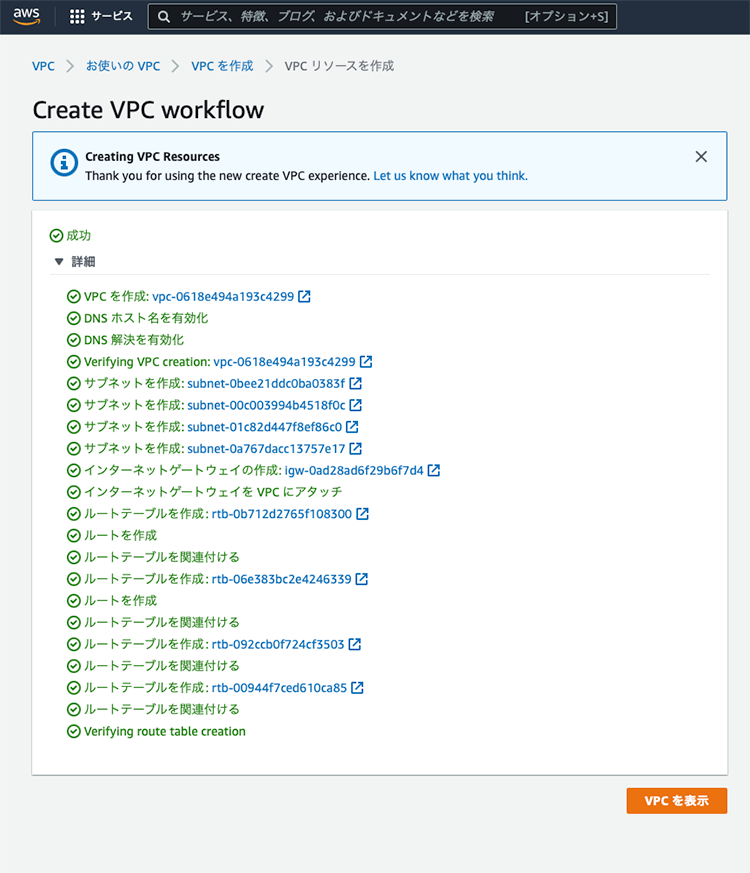 aws サービス サービス、特徴、ブログ、およびドキュメントなどを検索 [オプション+S]
VPC > お使いの VPC > VPC を作成 > VPC リソースを作成
Create VPC workflow
Creating VPC Resources
Thank you for using the new create VPC experience. Let us know what you think.
成功
▼ 詳細
VPC を作成: vpc-0618e494a193c4299
DNS ホスト名を有効化
DNS 解決を有効化
Verifying VPC creation: vpc-0618e494a193c4299
サブネットを作成: subnet-0bee21ddc0ba0383f
サブネットを作成: subnet-00c003994b4518f0c
サブネットを作成: subnet-01c82d447f8ef86c0
サブネットを作成: subnet-0a767dacc13757e17
インターネットゲートウェイの作成: igw-0ad28ad6f29b6f7d4
インターネットゲートウェイを VPC にアタッチ
ルートテーブルを作成: rtb-0b712d2765f108300
ルートを作成
ルートテーブルを関連付ける
ルートテーブルを作成: rtb-06e383bc2e4246339
ルートを作成
ルートテーブルを関連付ける
ルートテーブルを作成: rtb-092ccb0f724cf3503
ルートテーブルを関連付ける
ルートテーブルを作成: rtb-00944f7ced610ca85
ルートテーブルを関連付ける
Verifying route table creation
VPC を表示